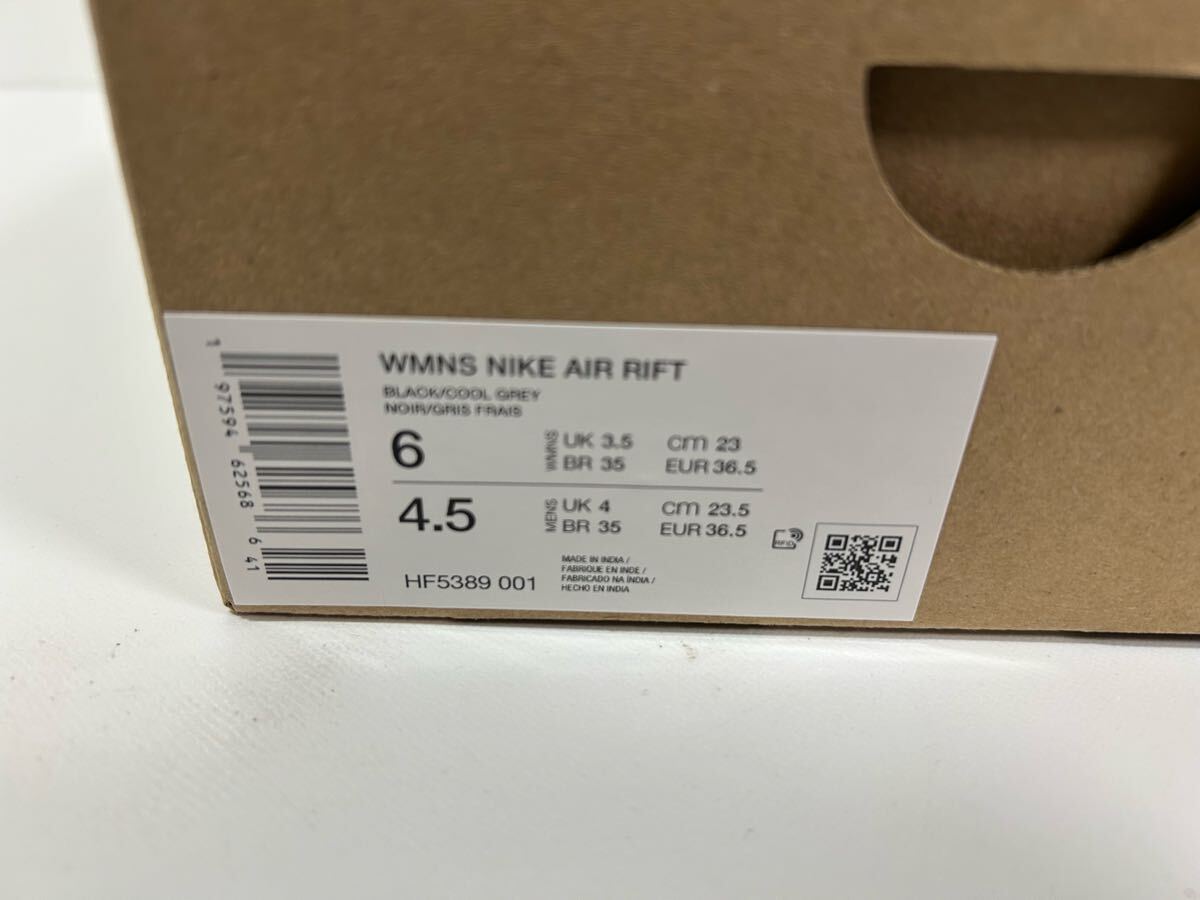 1 97594 62568 6 41
WMNS NIKE AIR RIFT
BLACK/COOL GREY
NOIR/GRIS FRAIS
6 WMNS UK 3.5 cm 23
BR 35 EUR 36.5
4.5 MENS UK 4 cm 23.5
BR 35 EUR 36.5
RFID
HF5389 001
MADE IN INDIA /
FABRIQUE EN INDE /
FABRICADO NA ÍNDIA /
HECHO EN INDIA